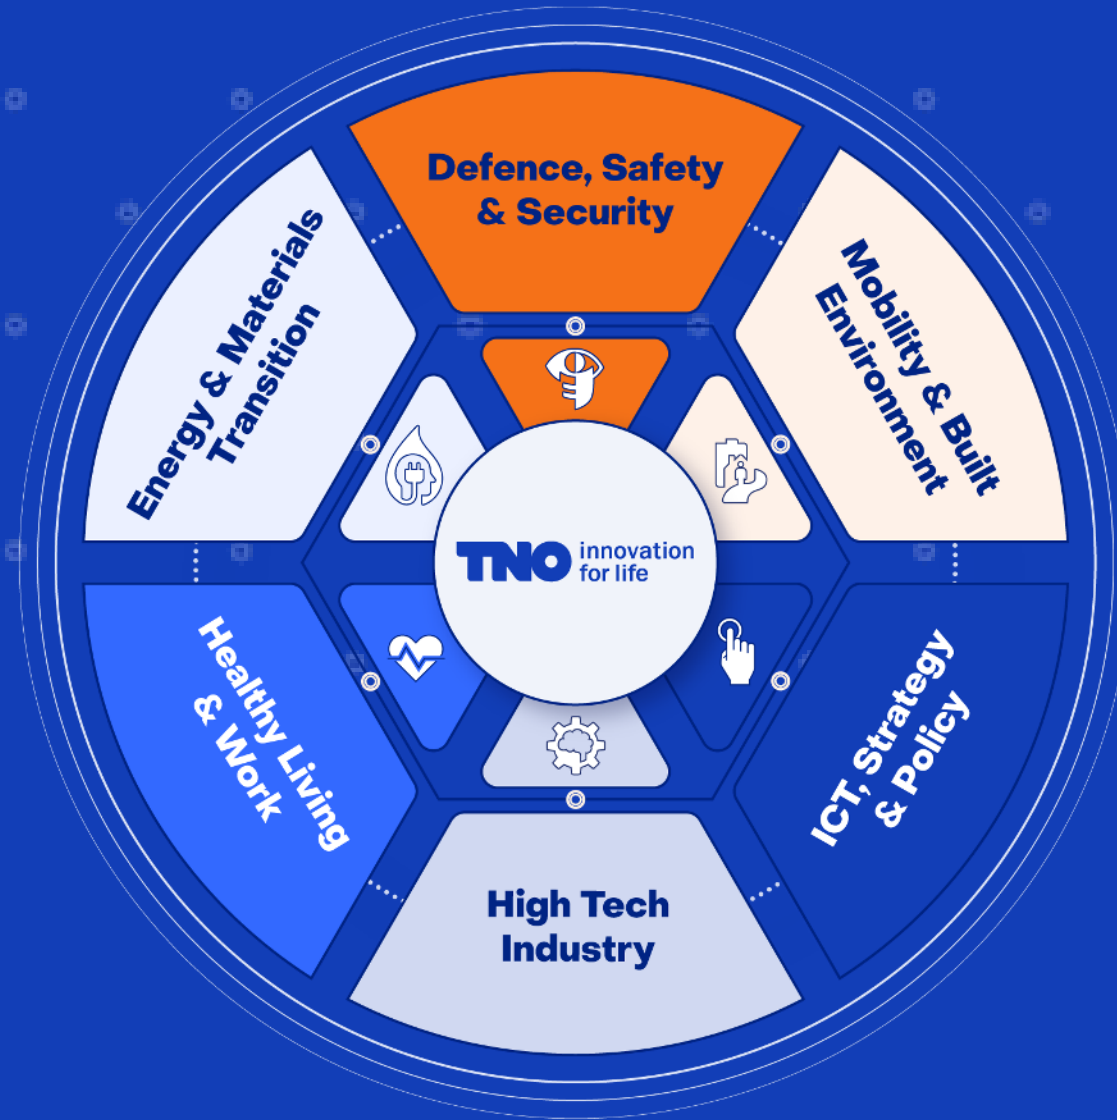 Defence, Safety
& Security
Mobility & Built
Environment
ICT, Strategy
& Policy
High Tech
Industry
Healthy Living
& Work
Energy & Materials
Transition
TNO innovation
for life